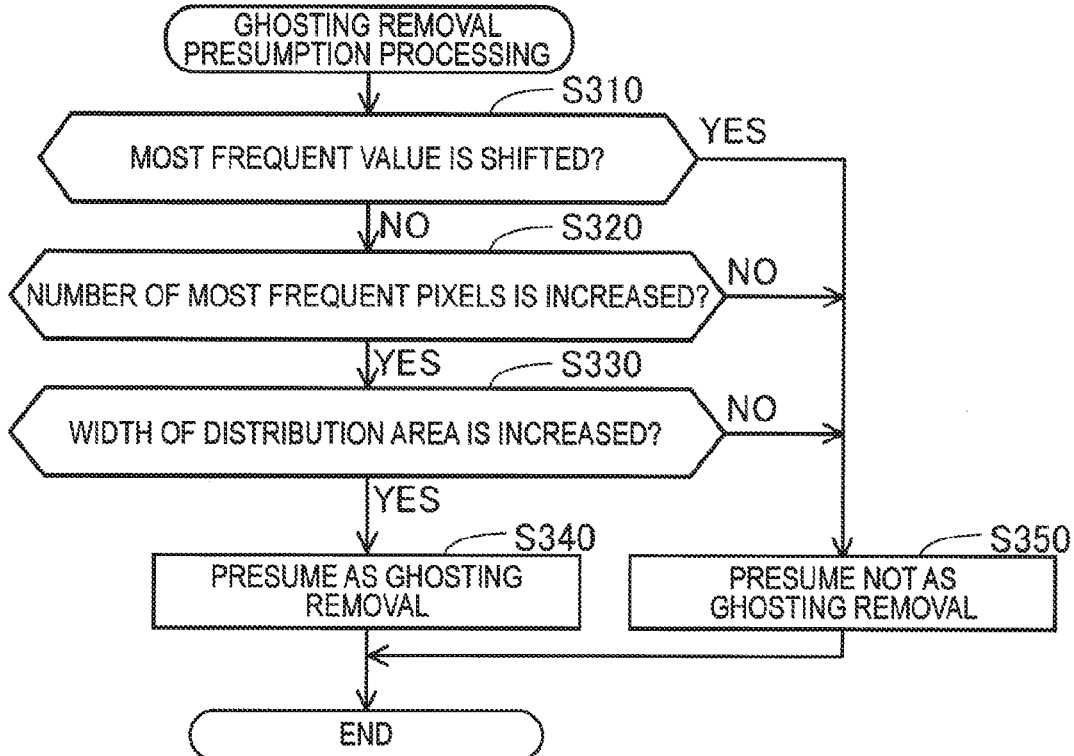 GHOSTING REMOVAL
PRESUMPTION PROCESSING
S310
YES
MOST FREQUENT VALUE IS SHIFTED?
NO
S320
NO
NUMBER OF MOST FREQUENT PIXELS IS INCREASED?
YES
S330
NO
WIDTH OF DISTRIBUTION AREA IS INCREASED?
YES
S340
S350
PRESUME AS GHOSTING
REMOVAL
PRESUME NOT AS
GHOSTING REMOVAL
END